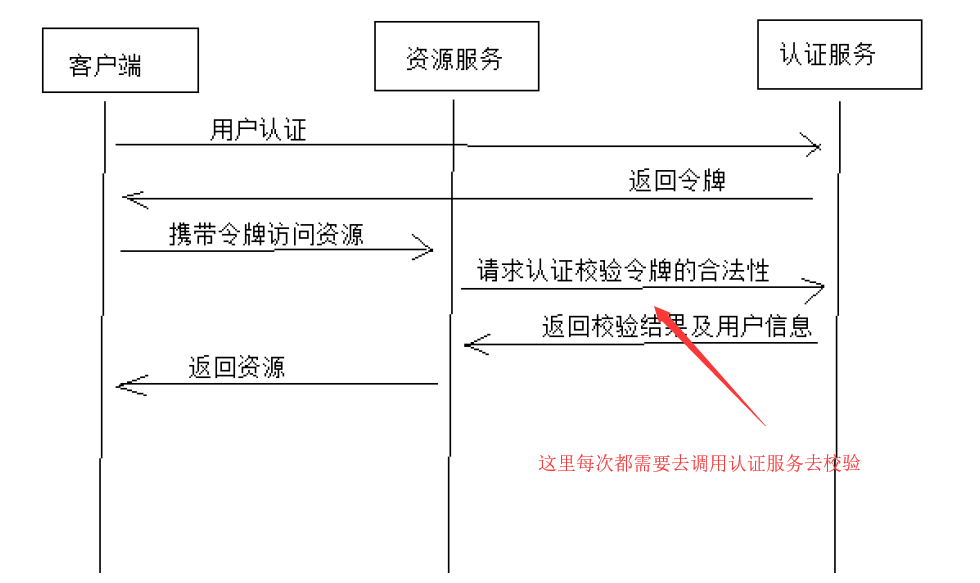 客户端
资源服务
认证服务
用户认证
返回令牌
携带令牌访问资源
请求认证校验令牌的合法性
返回校验结果及用户信息
返回资源
这里每次都需要去调用认证服务去校验